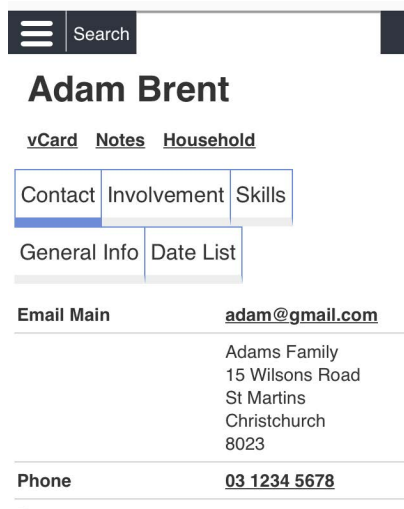 Search
Adam Brent
vCard Notes Household
Contact Involvement Skills
General Info Date List
Email Main adam@gmail.com
Adams Family
15 Wilsons Road
St Martins
Christchurch
8023
Phone 03 1234 5678